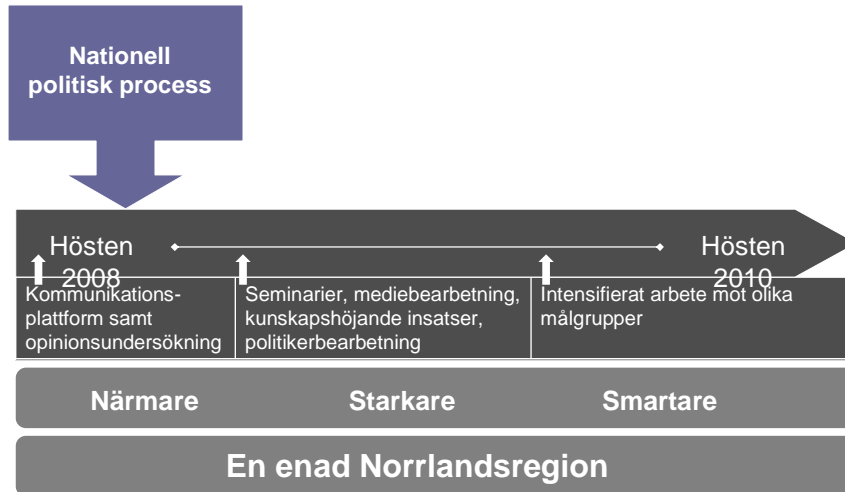 Nationell
politisk process
Hösten
2008
Hösten
2010
Kommunikations-
plattform samt
opinionsundersökning
Seminarier, mediebearbetning,
kunskapshöjande insatser,
politikerbearbetning
Intensifierat arbete mot olika
målgrupper
Närmare
Starkare
Smartare
En enad Norrlandsregion